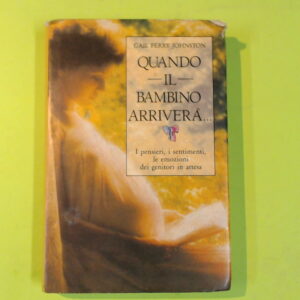 GAIL PERRY JOHNSTON
QUANDO
IL
BAMBINO
ARRIVERÀ...
I pensieri, i sentimenti,
le emozioni
dei genitori in attesa